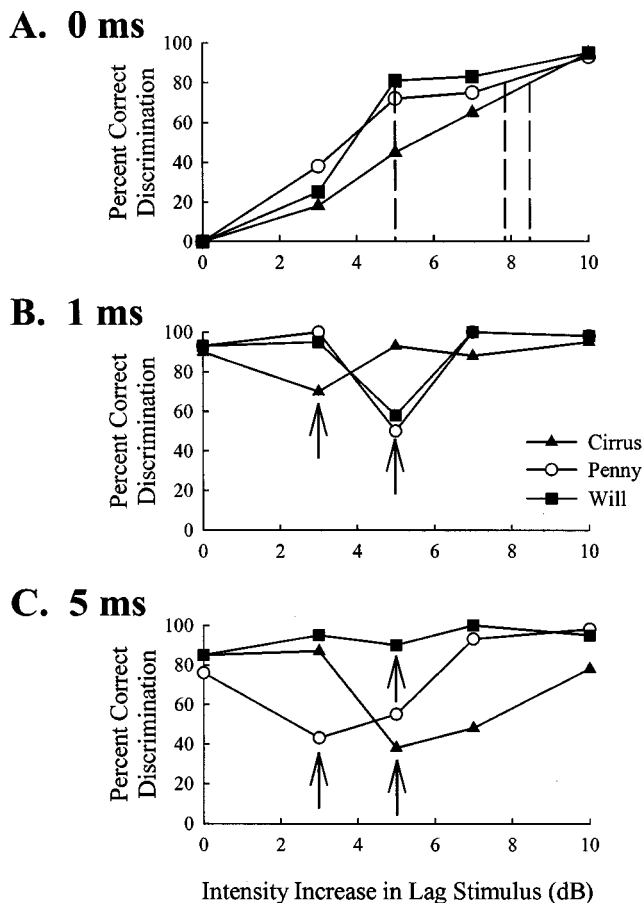 A. 0 ms
Percent Correct
Discrimination
100
80
60
40
20
0
0 2 4 6 8 10
B. 1 ms
Percent Correct
Discrimination
100
80
60
40
20
0
Cirrus
Penny
Will
0 2 4 6 8 10
C. 5 ms
Percent Correct
Discrimination
100
80
60
40
20
0
0 2 4 6 8 10
Intensity Increase in Lag Stimulus (dB)